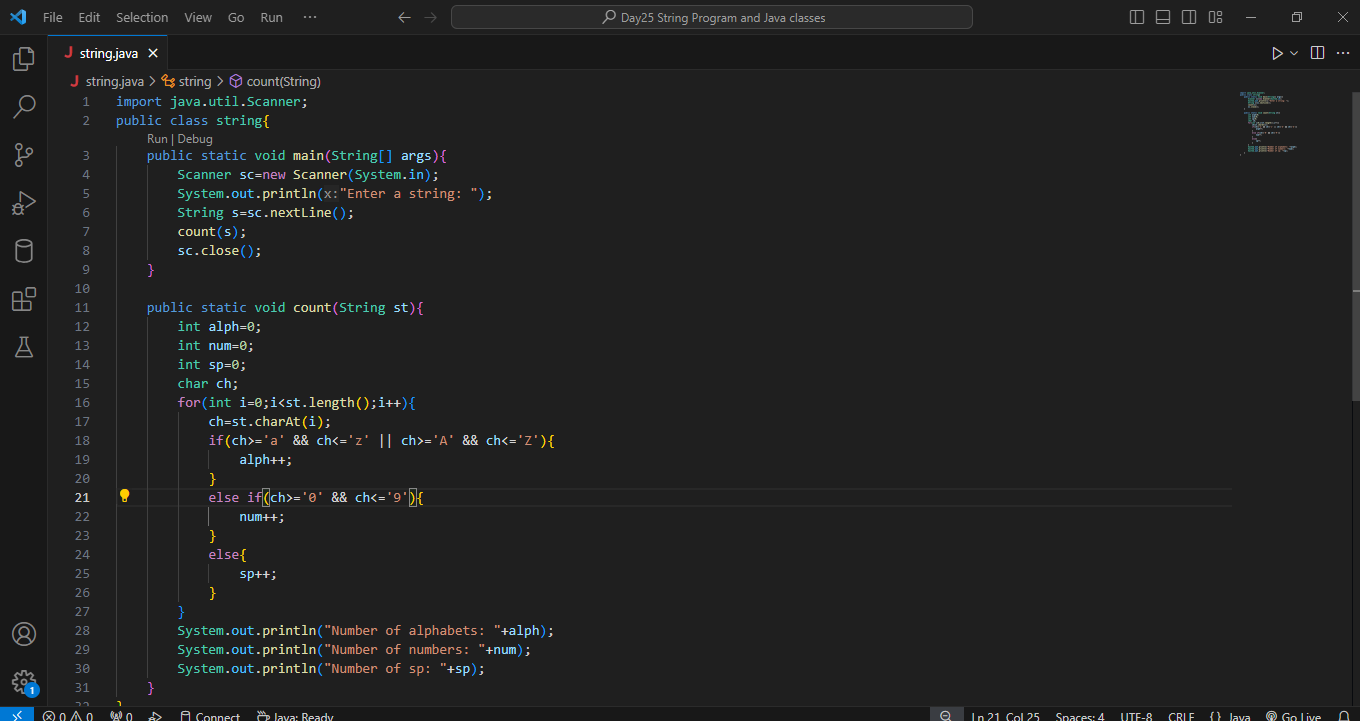 File Edit Selection View Go Run ··· Day25 String Program and Java classes
string.java
string.java > string > count(String)
1 import java.util.Scanner;
2 public class string{
Run | Debug
3 public static void main(String[] args){
4 Scanner sc=new Scanner(System.in);
5 System.out.println(x:"Enter a string: ");
6 String s=sc.nextLine();
7 count(s);
8 sc.close();
9 }
10
11 public static void count(String st){
12 int alph=0;
13 int num=0;
14 int sp=0;
15 char ch;
16 for(int i=0;i<st.length();i++){
17 ch=st.charAt(i);
18 if(ch>='a' && ch<='z' || ch>='A' && ch<='Z'){
19 alph++;
20 }
21 else if(ch>='0' && ch<='9'){
22 num++;
23 }
24 else{
25 sp++;
26 }
27 }
28 System.out.println("Number of alphabets: "+alph);
29 System.out.println("Number of numbers: "+num);
30 System.out.println("Number of sp: "+sp);
31 }
32 }
1
0 0 0 Connect Java: Ready Ln 21, Col 25 Spaces: 4 UTF-8 CRLF {} Java Go Live